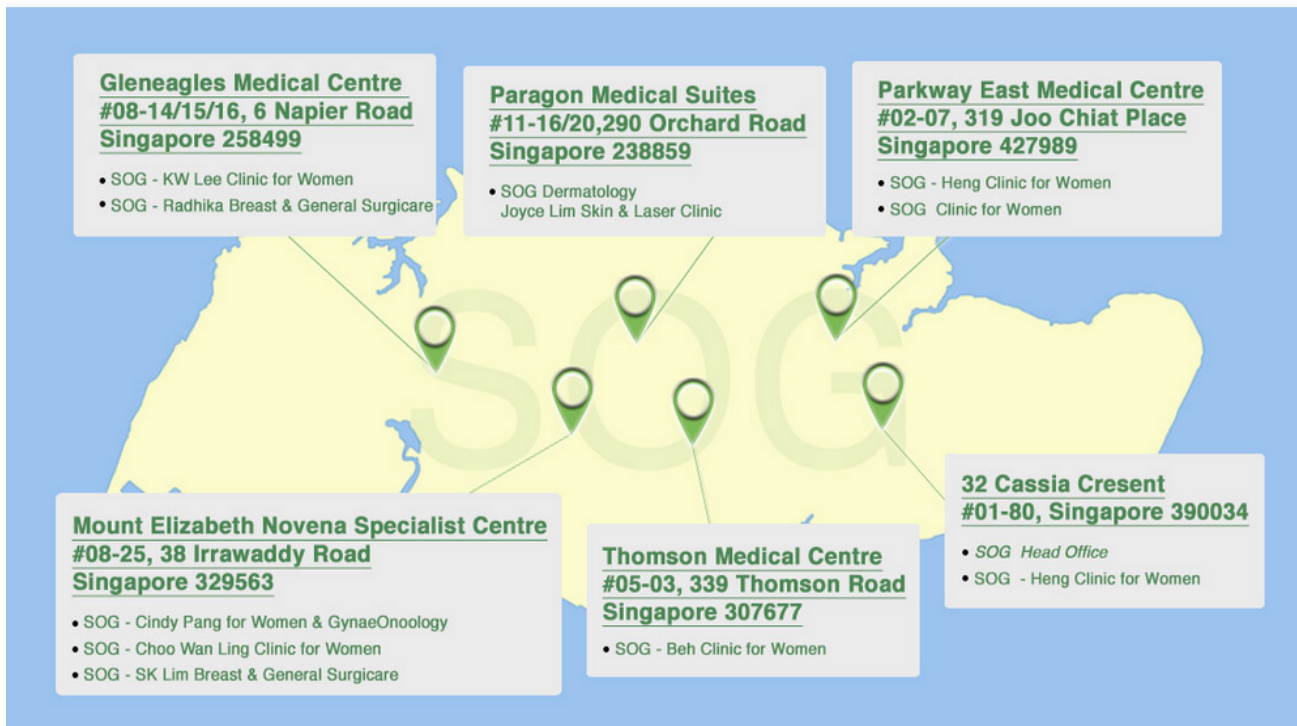 Gleneagles Medical Centre
#08-14/15/16, 6 Napier Road
Singapore 258499
• SOG - KW Lee Clinic for Women
• SOG - Radhika Breast & General Surgicare
Paragon Medical Suites
#11-16/20,290 Orchard Road
Singapore 238859
• SOG Dermatology
Joyce Lim Skin & Laser Clinic
Parkway East Medical Centre
#02-07, 319 Joo Chiat Place
Singapore 427989
• SOG - Heng Clinic for Women
• SOG Clinic for Women
SOG
Mount Elizabeth Novena Specialist Centre
#08-25, 38 Irrawaddy Road
Singapore 329563
• SOG - Cindy Pang for Women & GynaeOnoology
• SOG - Choo Wan Ling Clinic for Women
• SOG - SK Lim Breast & General Surgicare
Thomson Medical Centre
#05-03, 339 Thomson Road
Singapore 307677
• SOG - Beh Clinic for Women
32 Cassia Cresent
#01-80, Singapore 390034
• SOG Head Office
• SOG - Heng Clinic for Women